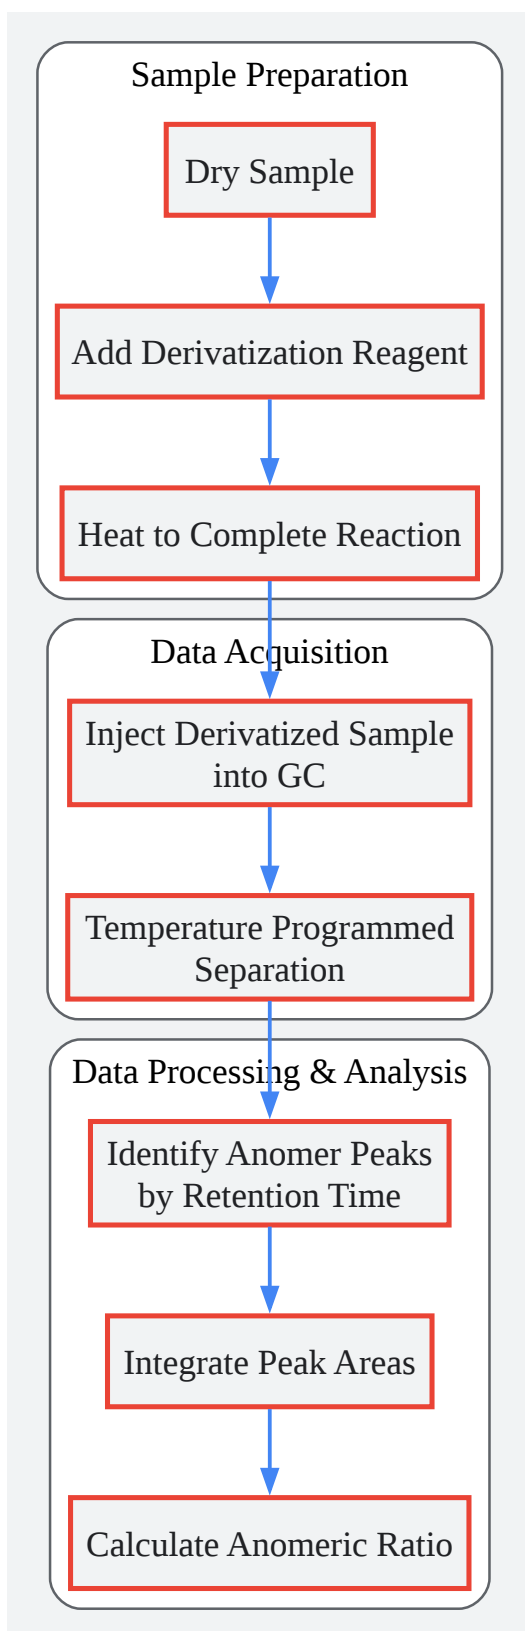 Sample Preparation
Dry Sample
Add Derivatization Reagent
Heat to Complete Reaction
Data Acquisition
Inject Derivatized Sample
into GC
Temperature Programmed
Separation
Data Processing & Analysis
Identify Anomer Peaks
by Retention Time
Integrate Peak Areas
Calculate Anomeric Ratio